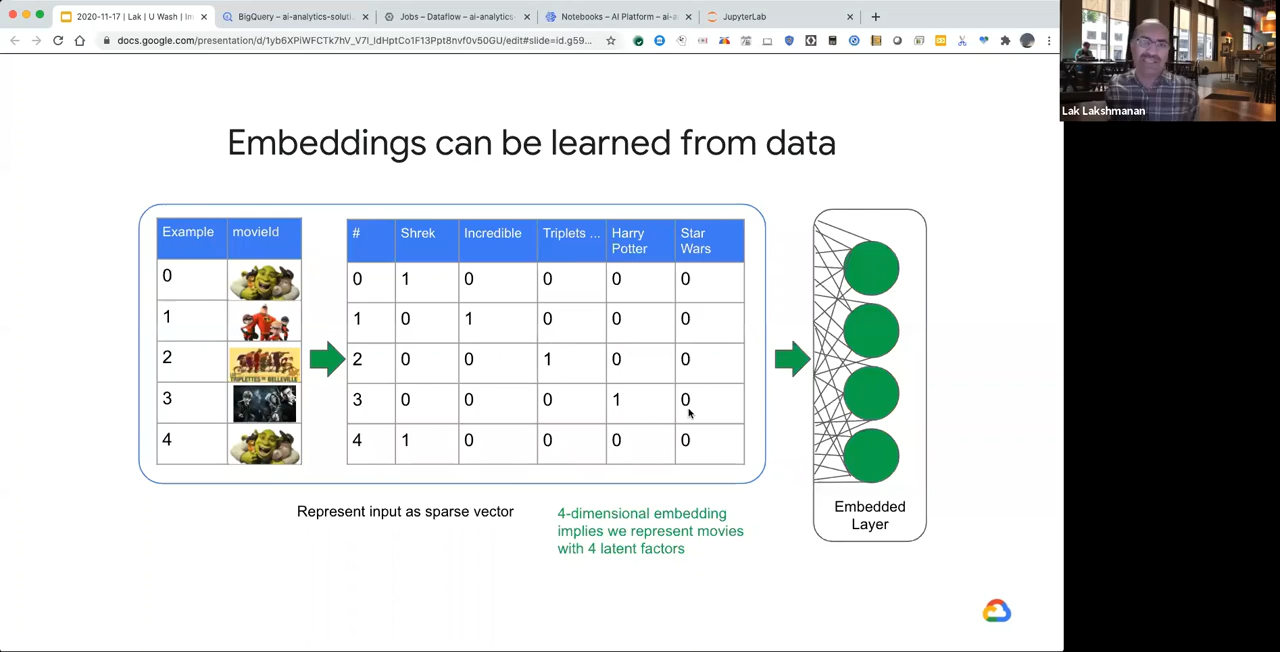 2020-11-17 | Lak | U Wash | In
BigQuery – ai-analytics-soluti
Jobs – Dataflow – ai-analytics-
Notebooks – AI Platform – ai-a
JupyterLab
docs.google.com/presentation/d/1yb6XPiWFCTk7hV_V7I_IdHptCo1F13Ppt8nvf0v50GU/edit#slide=id.g59...
Lak Lakshmanan
Embeddings can be learned from data
Example movieId
0
1
2
TRIPLETTES DE BELLEVILLE
3
4
# Shrek Incredible Triplets ... Harry Potter Star Wars
0 1 0 0 0 0
1 0 1 0 0 0
2 0 0 1 0 0
3 0 0 0 1 0
4 1 0 0 0 0
Embedded
Layer
Represent input as sparse vector
4-dimensional embedding
implies we represent movies
with 4 latent factors